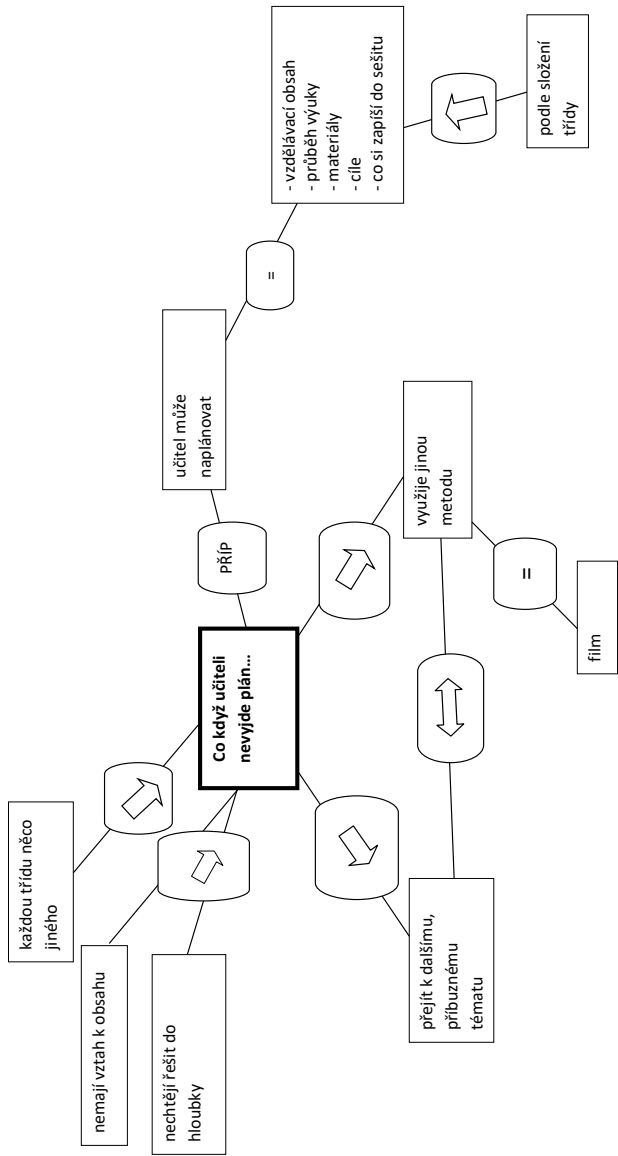 každou třídu něco
jiného
nemají vztah k obsahu
nechtějí řešit do
hloubky
Co když učiteli
nevyjde plán...
PŘÍP
učitel může
naplánovat
=
- vzdělávací obsah
- průběh výuky
- materiály
- cíle
- co si zapíší do sešitu
podle složení
třídy
přejít k dalšímu,
příbuznému
tématu
využije jinou
metodu
=
film